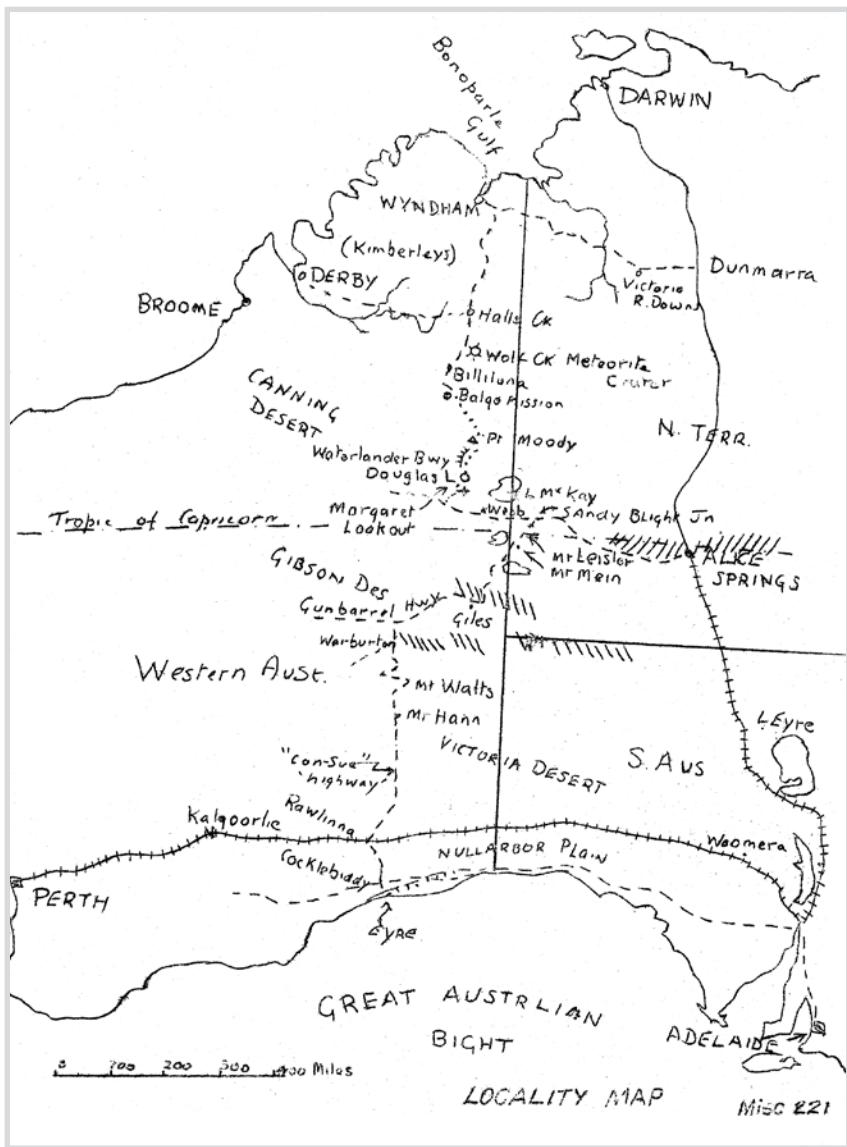 Bonaparte
Gulf
DARWIN
WYNDHAM
(Kimberleys)
DERBY
BROOME
Dunmarra
Victoria
R. Downs
Halls CK
Wolf CK Meteorite
Crater
Billiluna
Balgo Mission
CANNING
DESERT
Pt Moody
N. TERR.
Waterlander Bwy
Douglas L
L McKay
Webb
SANdy BLight Jn
Margaret
Lookout
Tropic of Capricorn
Mt Leisler
Mt Mein
ALICE
SPRINGS
GIBSON Des
Gunbarrel Hwy
Giles
Warburton
Western Aust.
Mt Watts
Mt Hann
L Eyre
"Con-Sue"
highway
VICTORIA DESERT
S. AUS
Kalgoorlie
Rawlinna
Cocklebiddy
NULLARBOR PLAIN
Woomera
PERTH
Eyre
GREAT AUSTRLIAN
BIGHT
ADELAIDE
0 100 200 300 400 Miles
LOCALITY MAP
Misc 221